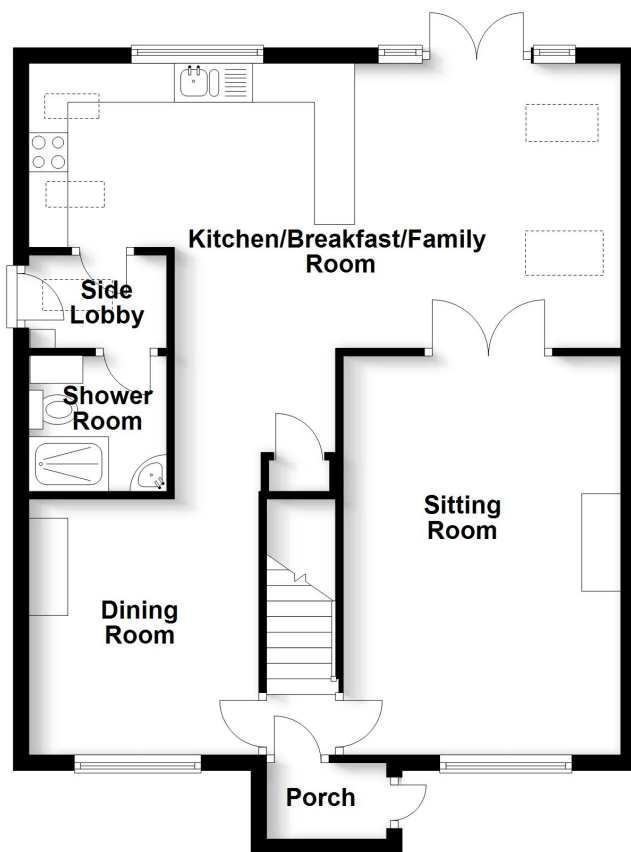 Kitchen/Breakfast/Family
Room
Side
Lobby
Shower
Room
Sitting
Room
Dining
Room
Porch